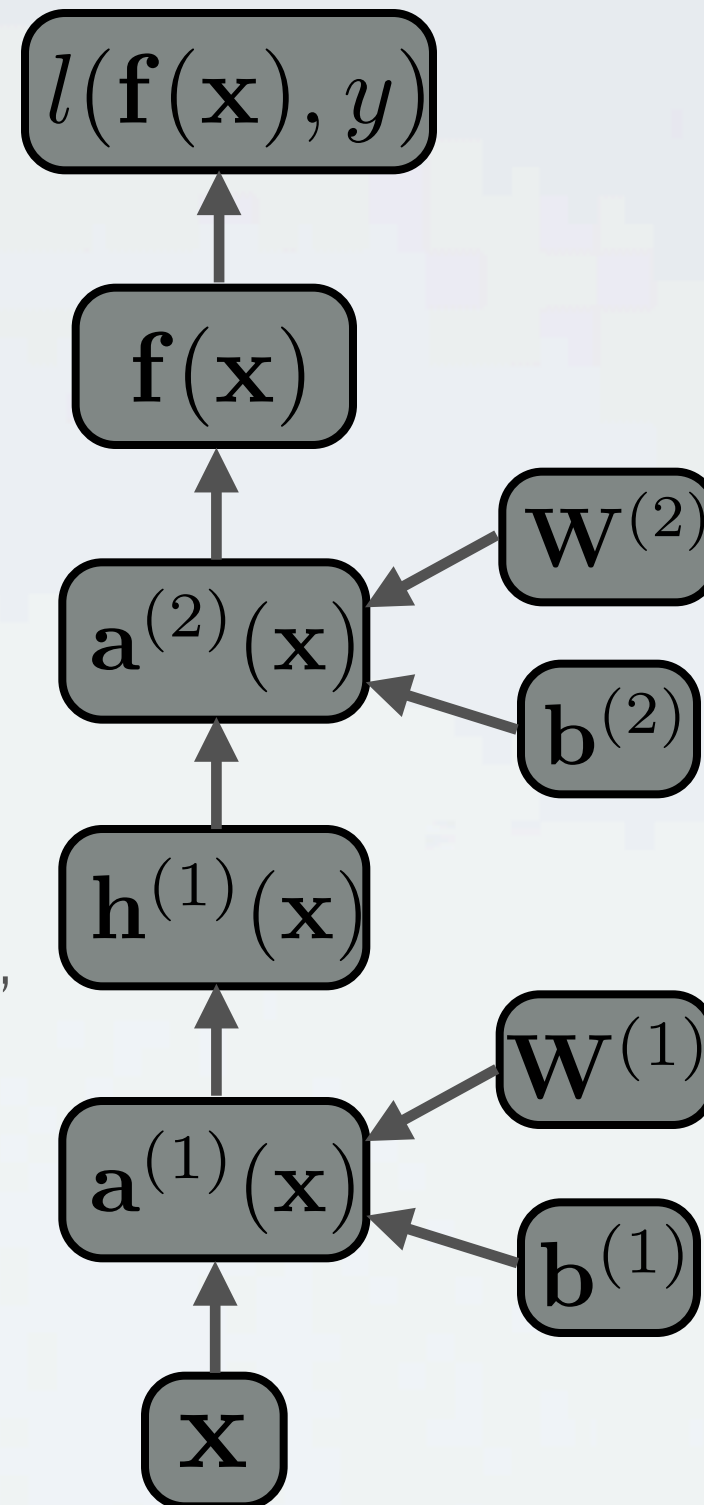 l(f(x), y)
f(x)
W⁽²⁾
a⁽²⁾(x)
b⁽²⁾
h⁽¹⁾(x)
,
W⁽¹⁾
a⁽¹⁾(x)
b⁽¹⁾
x